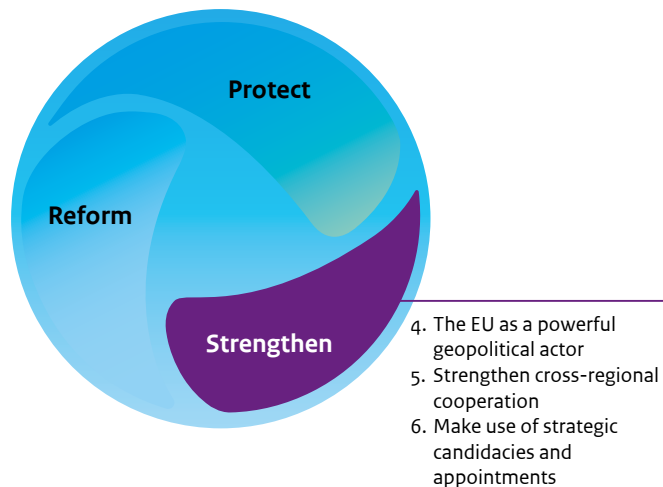 Protect
Reform
Strengthen
4. The EU as a powerful
geopolitical actor
5. Strengthen cross-regional
cooperation
6. Make use of strategic
candidacies and
appointments